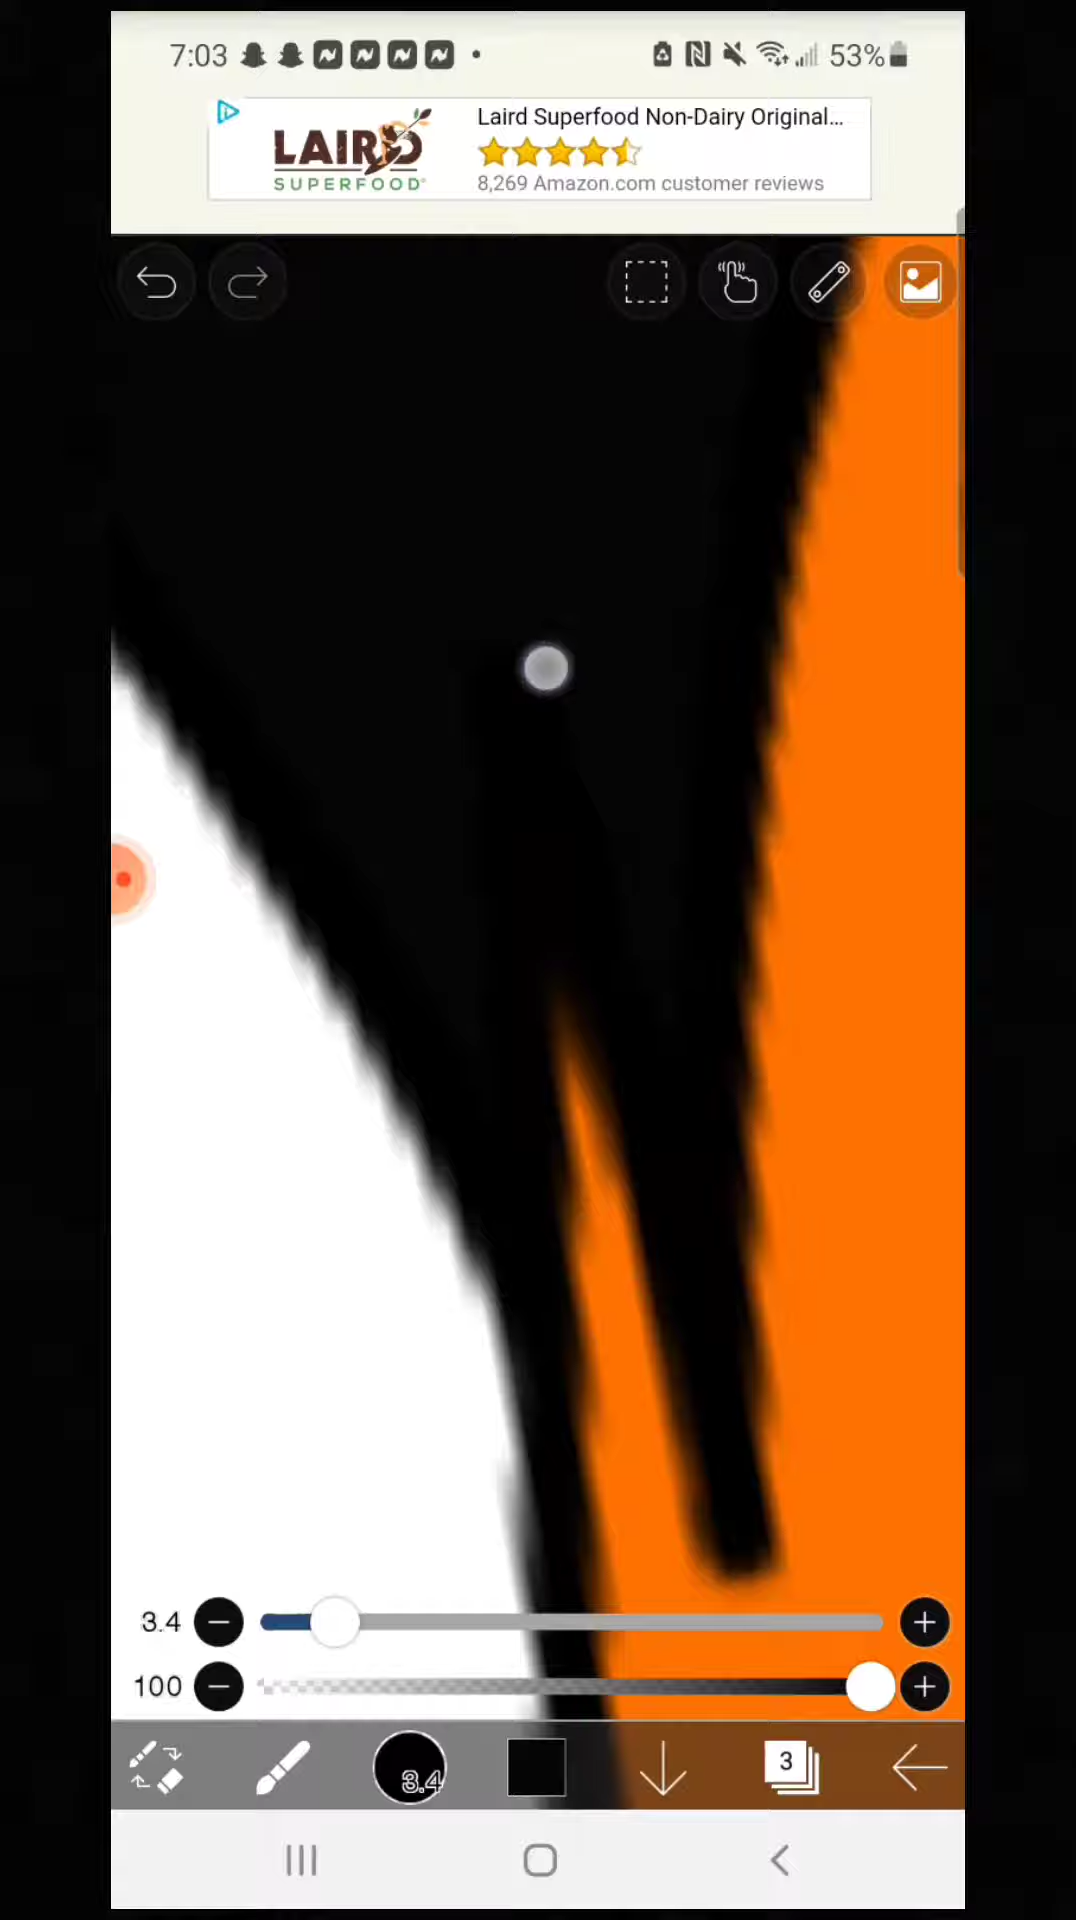 7:03
53%
LAIRD
SUPERFOOD
Laird Superfood Non-Dairy Original...
8,269 Amazon.com customer reviews
3.4
100
3.4
3